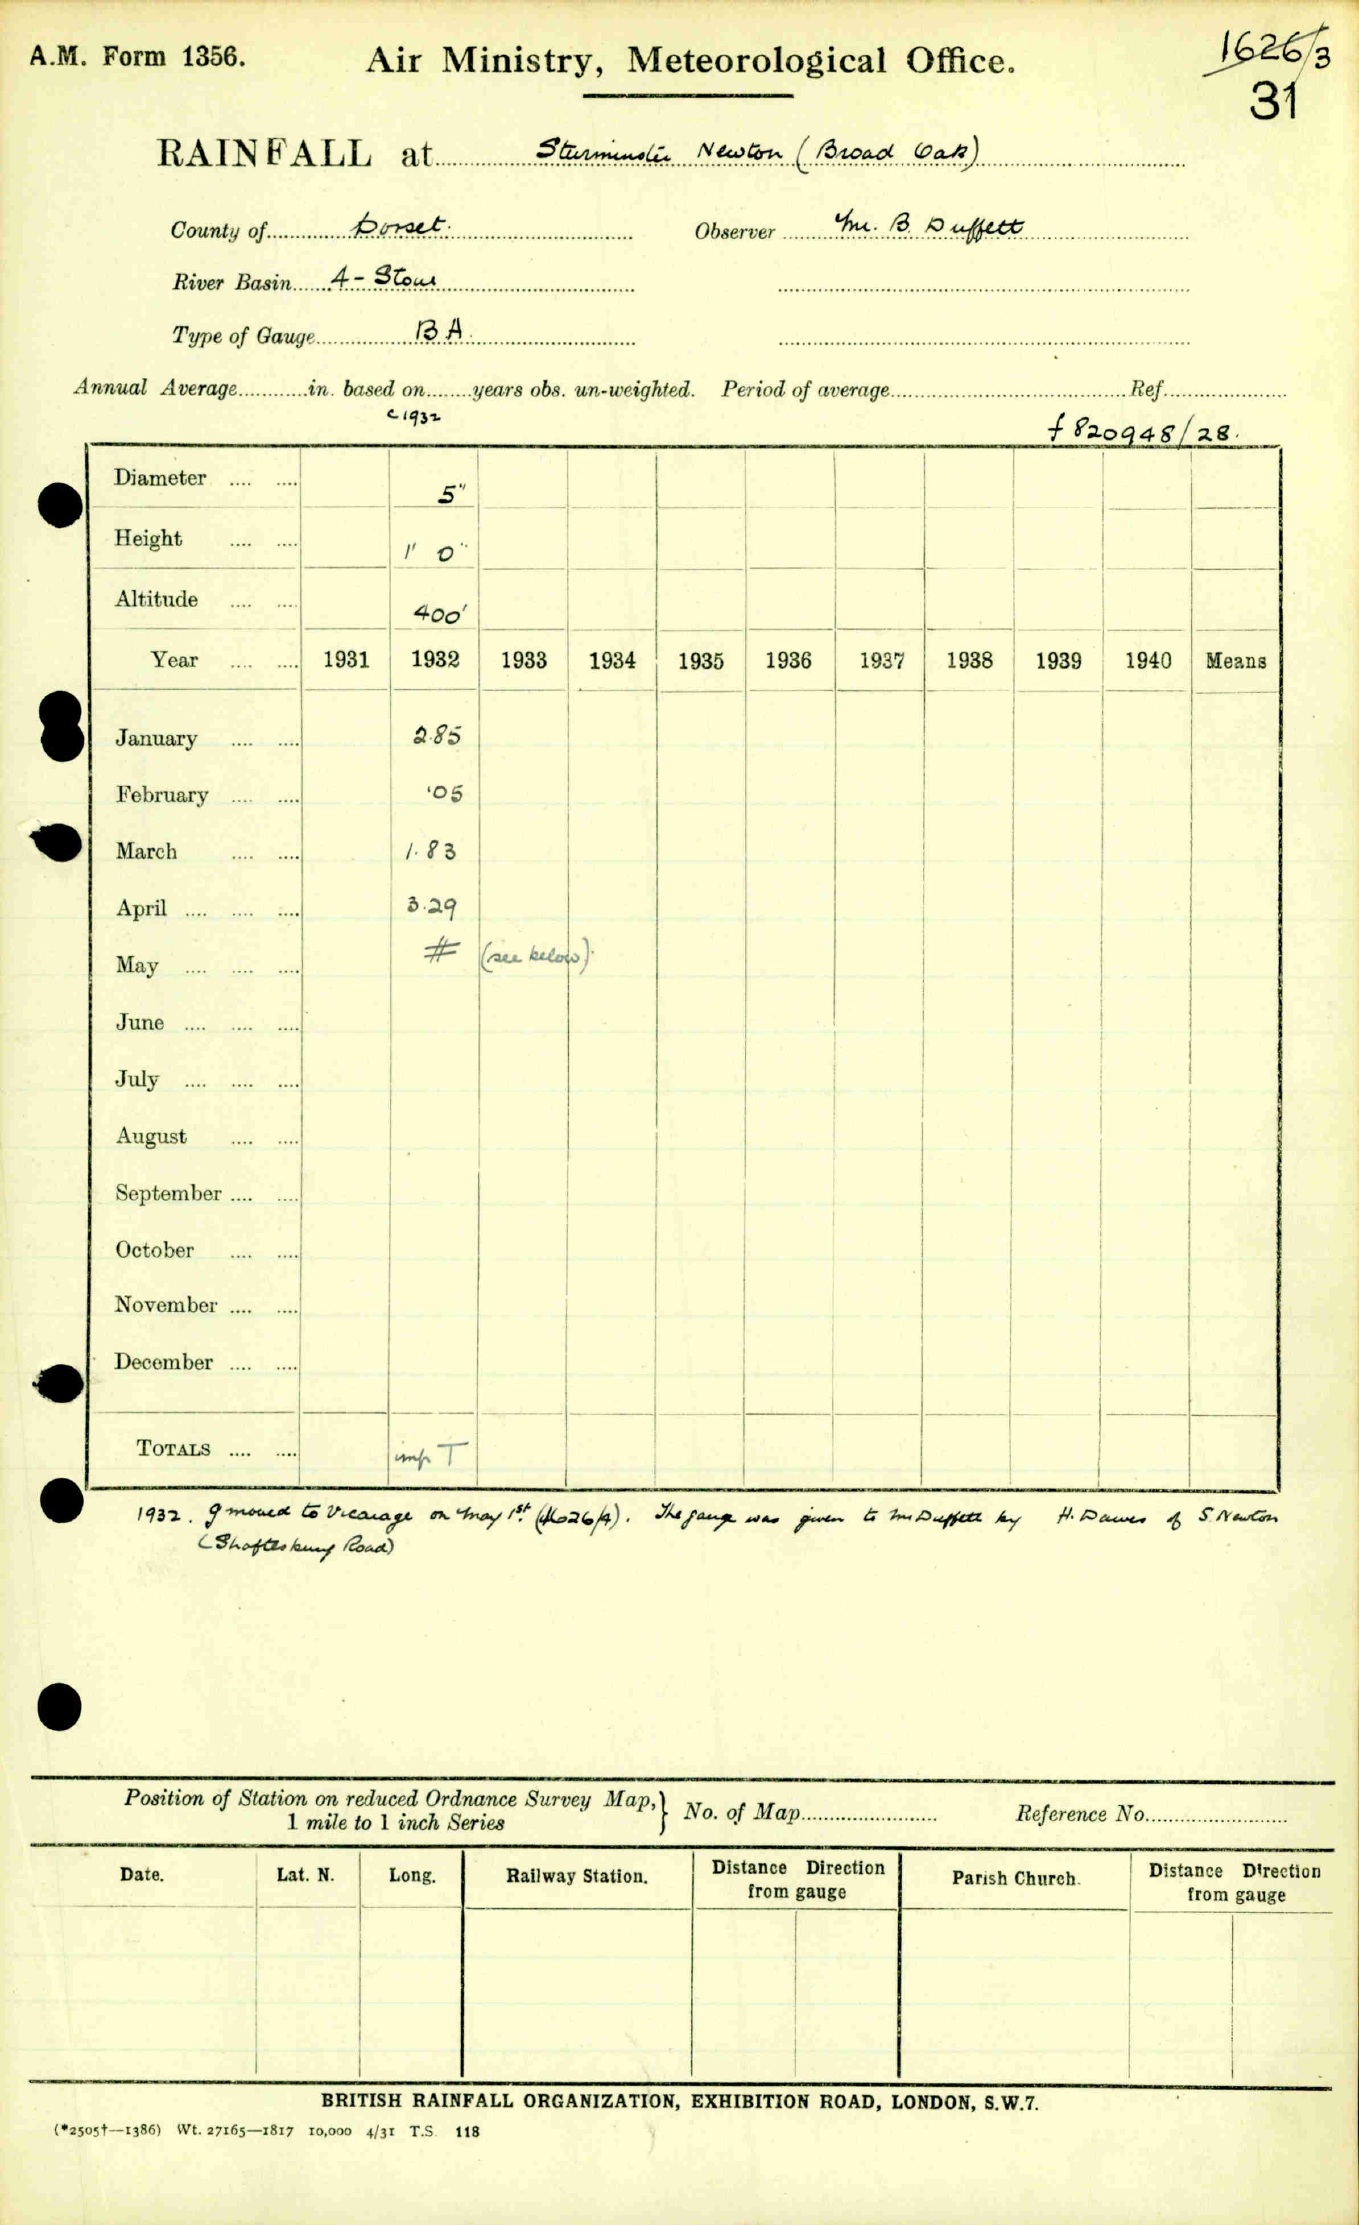 A.M. Form 1356. Air Ministry, Meteorological Office. 1626/3
31
RAINFALL at Sturminster Newton (Broad Oak)
County of Dorset. Observer Mr. B. Duffett
River Basin 4 - Stour
Type of Gauge BA.
Annual Average in. based on years obs. un-weighted. Period of average Ref.
c 1932
f 820948/28.
Diameter 5"
Height 1' 0"
Altitude 400'
Year 1931 1932 1933 1934 1935 1936 1937 1938 1939 1940 Means
January 2.85
February .05
March 1.83
April 3.29
May # (see below)
June
July
August
September
October
November
December
TOTALS imp. T
1932. g moved to Vicarage on May 1st. (1626/4). The gauge was given to Mr Duffett by H. Dawes of S. Newton
(Shaftesbury Road)
Position of Station on reduced Ordnance Survey Map, } No. of Map Reference No.
1 mile to 1 inch Series
Date. Lat. N. Long. Railway Station. Distance Direction from gauge Parish Church. Distance Direction from gauge
BRITISH RAINFALL ORGANIZATION, EXHIBITION ROAD, LONDON, S.W.7.
(*2505†—1386) Wt. 27165—1817 10,000 4/31 T.S. 118